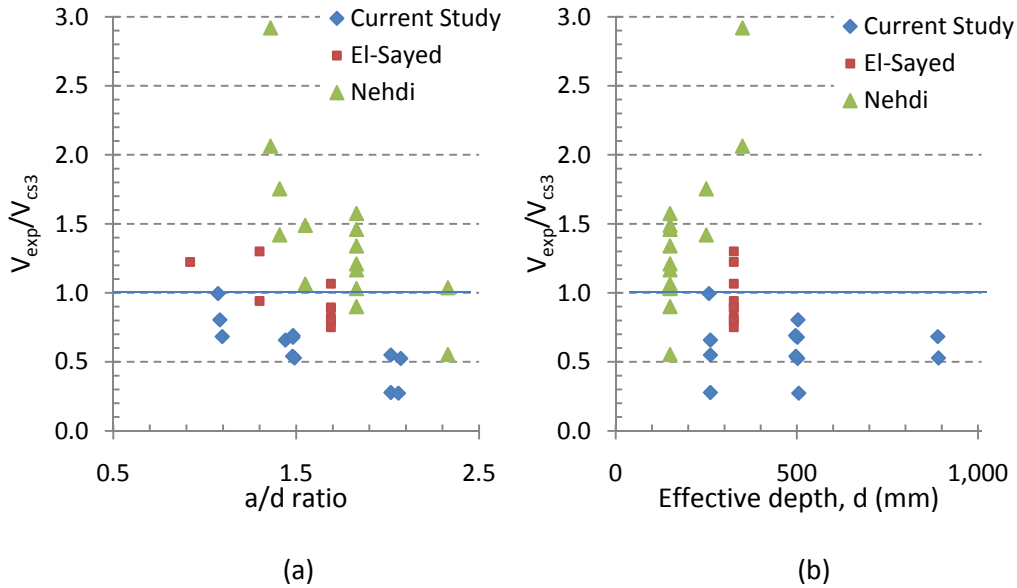 3.0
2.5
2.0
1.5
1.0
0.5
0.0
Vexp/Vcs3
Current Study
El-Sayed
Nehdi
0.5
1.5
2.5
a/d ratio
(a)
3.0
2.5
2.0
1.5
1.0
0.5
0.0
Vexp/Vcs3
Current Study
El-Sayed
Nehdi
0
500
1,000
Effective depth, d (mm)
(b)